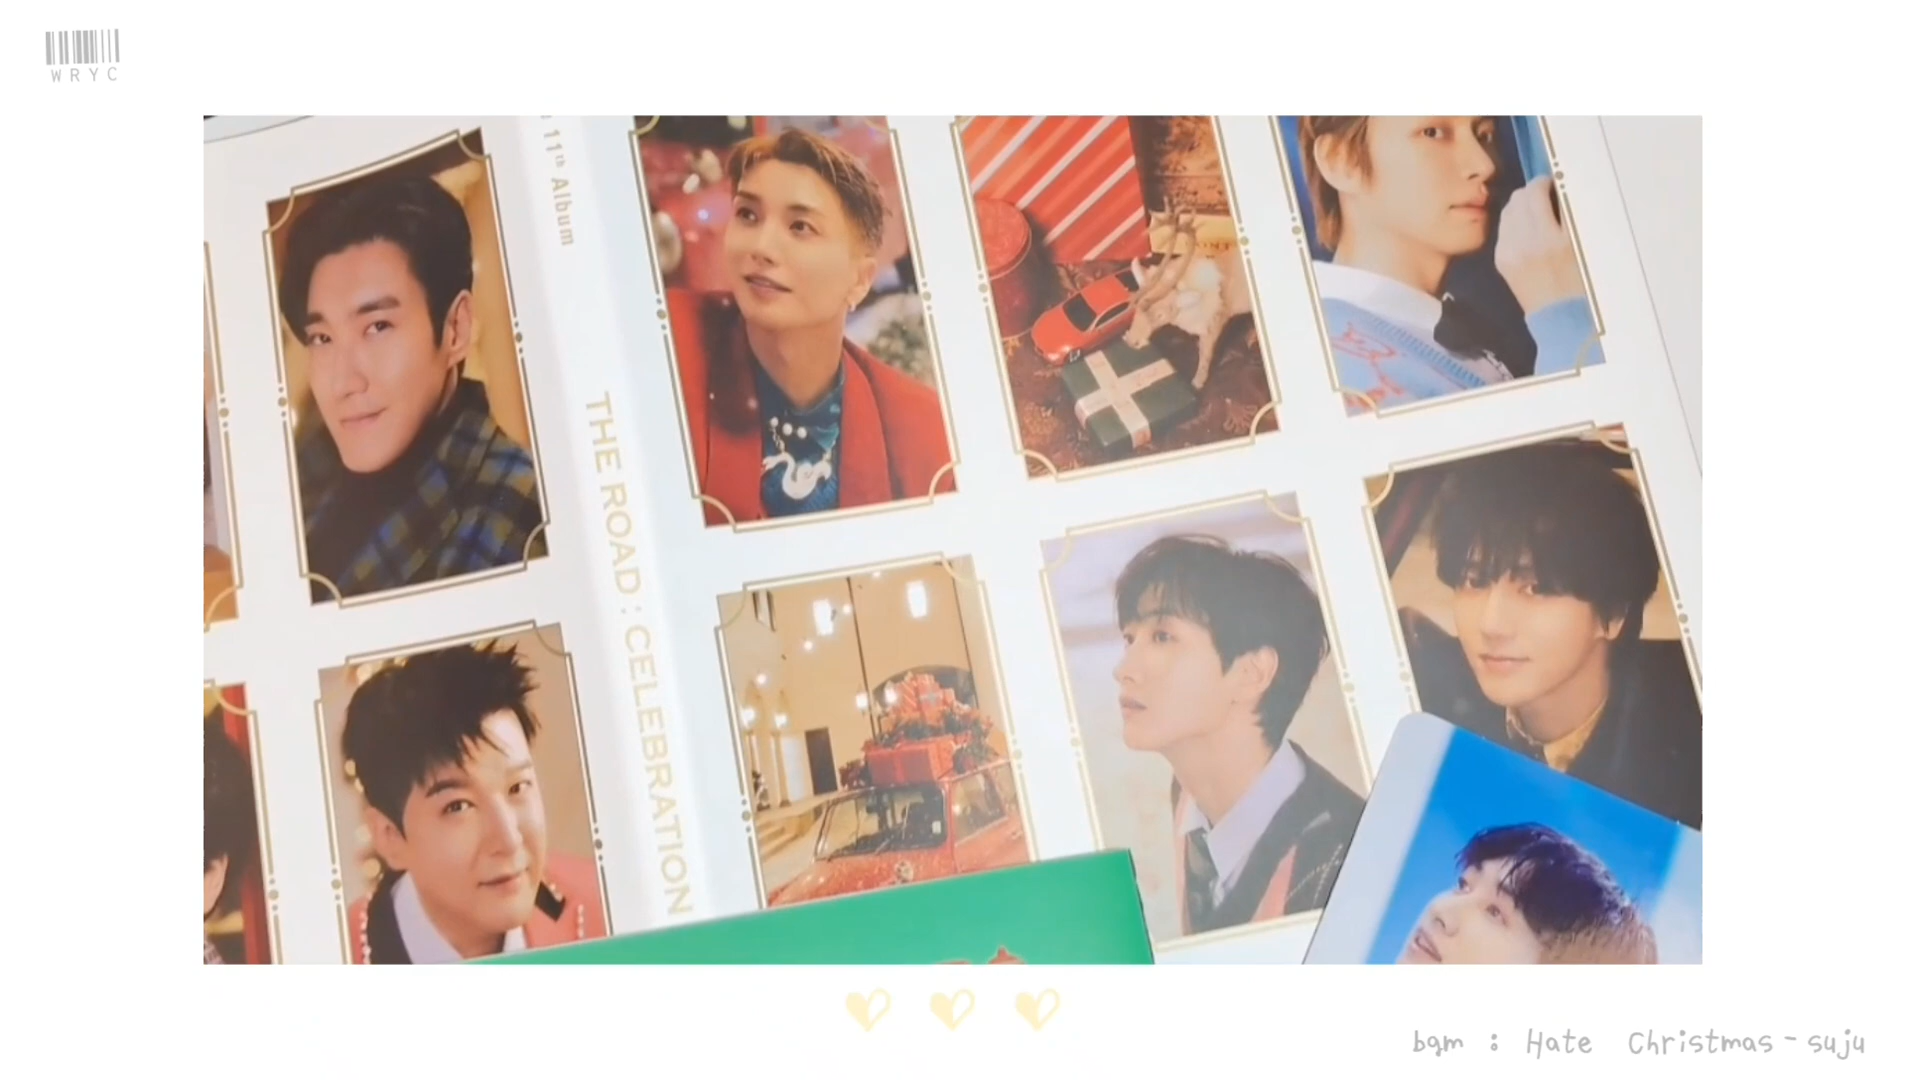 WRYC
11th Album
THE ROAD : CELEBRATION
bgm : Hate Christmas - suju